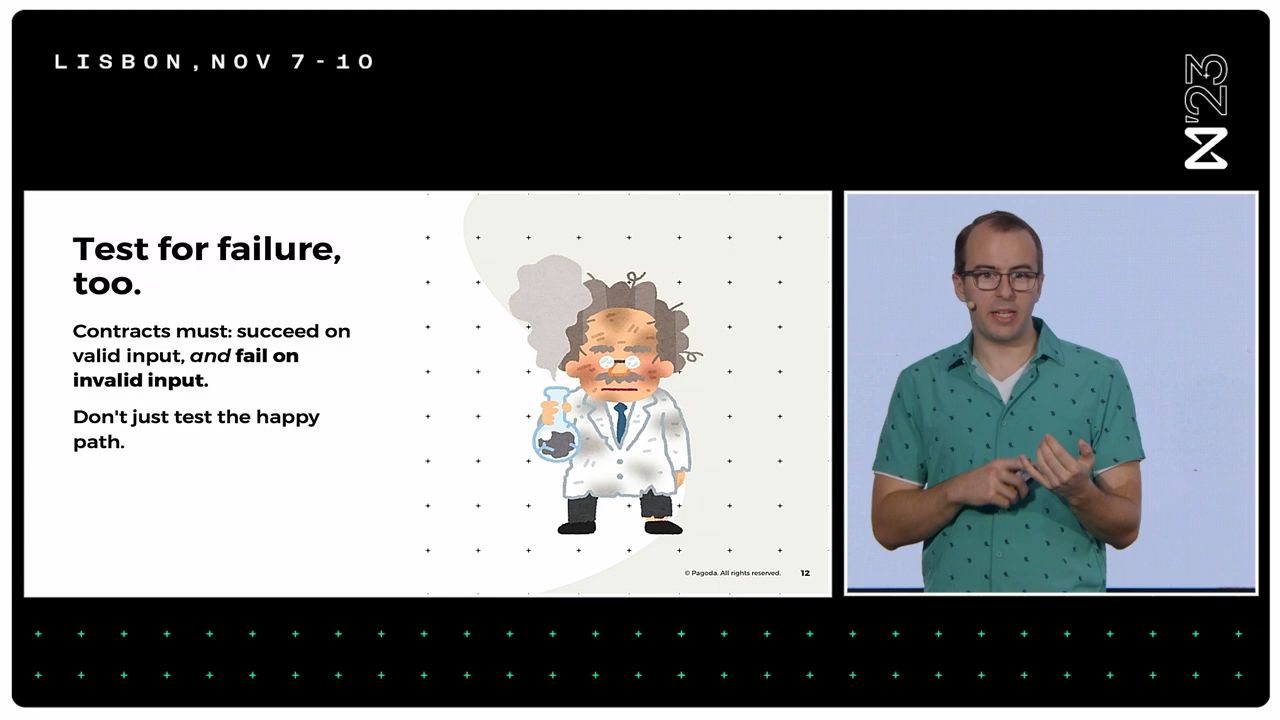 LISBON, NOV 7-10
'23
Test for failure,
too.
Contracts must: succeed on
valid input, and fail on
invalid input.
Don't just test the happy
path.
© Pagoda. All rights reserved.
12